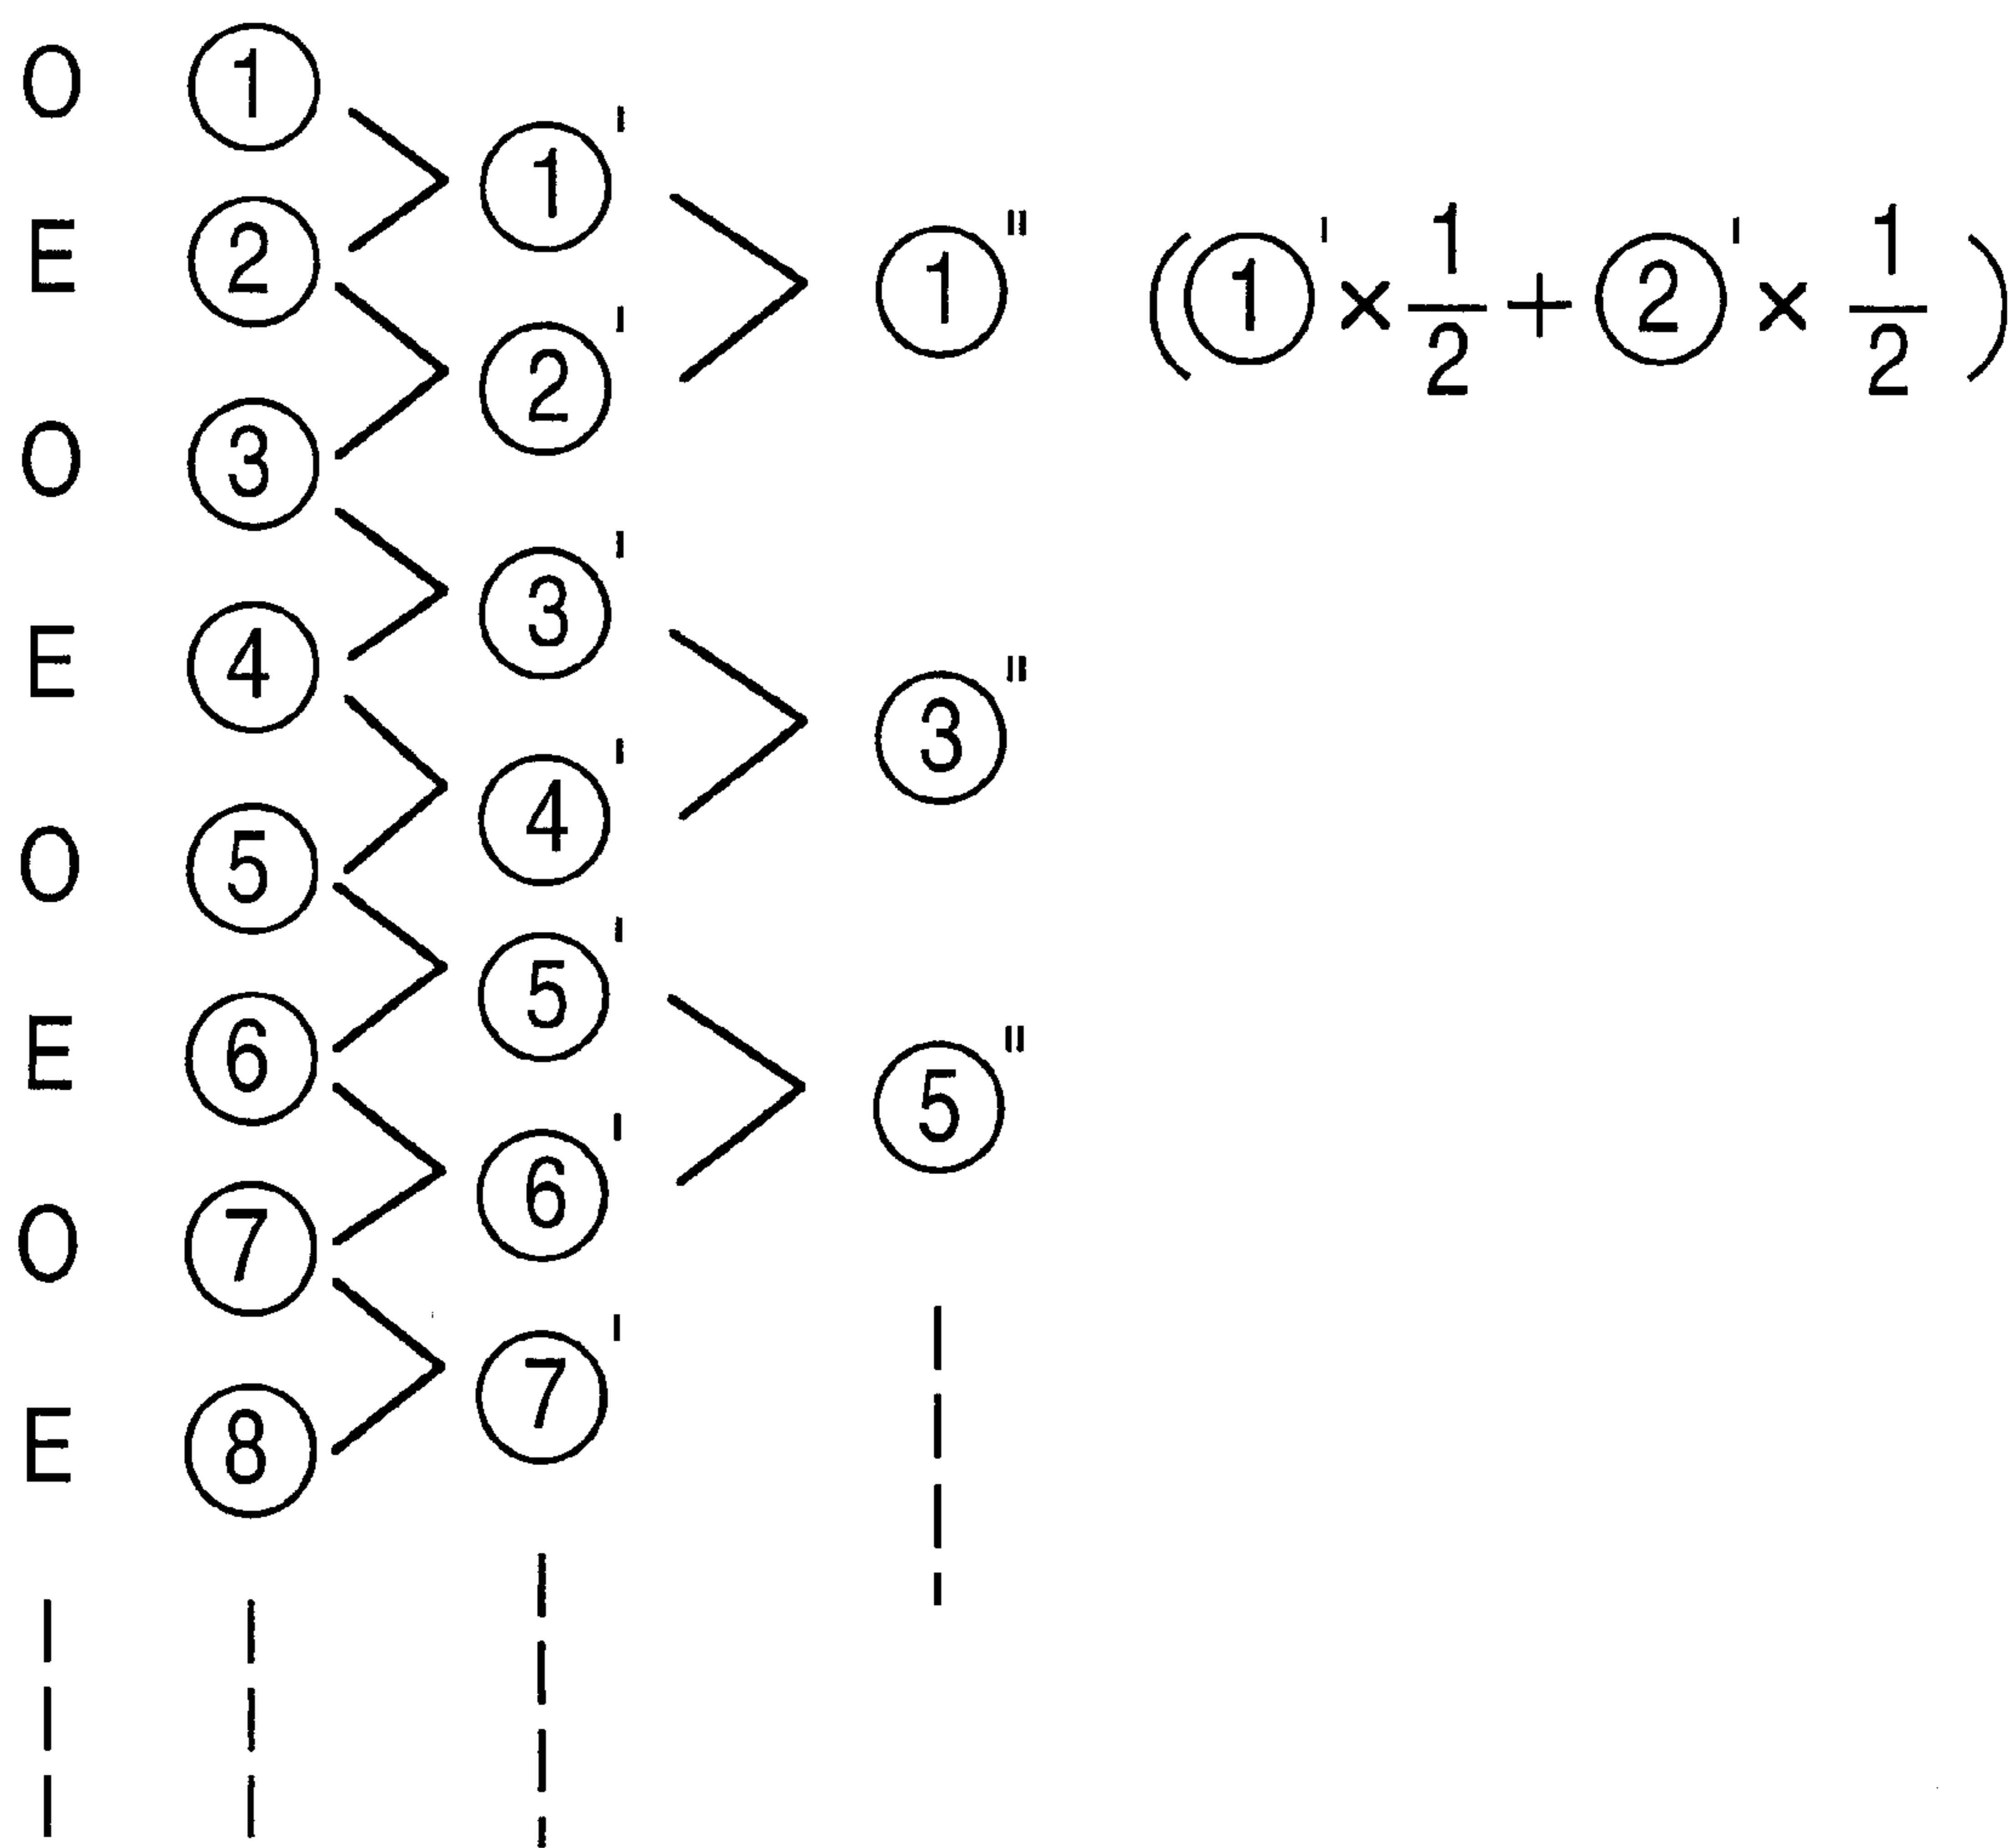 O ①
①'
E ② ①" (①' × 1/2 + ②' × 1/2)
②'
O ③
③'
E ④ ③"
④'
O ⑤
⑤'
E ⑥ ⑤"
⑥'
O ⑦
⑦'
E ⑧